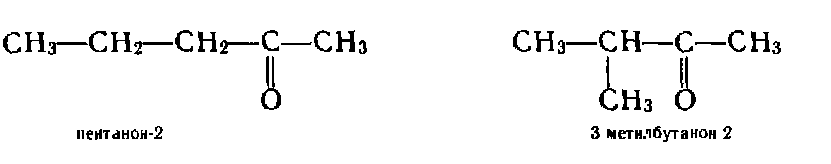 CH₃—CH₂—CH₂—C—CH₃ CH₃—CH—C—CH₃
‖ | ‖
O CH₃ O
пентанон-2 3 метилбутанон 2